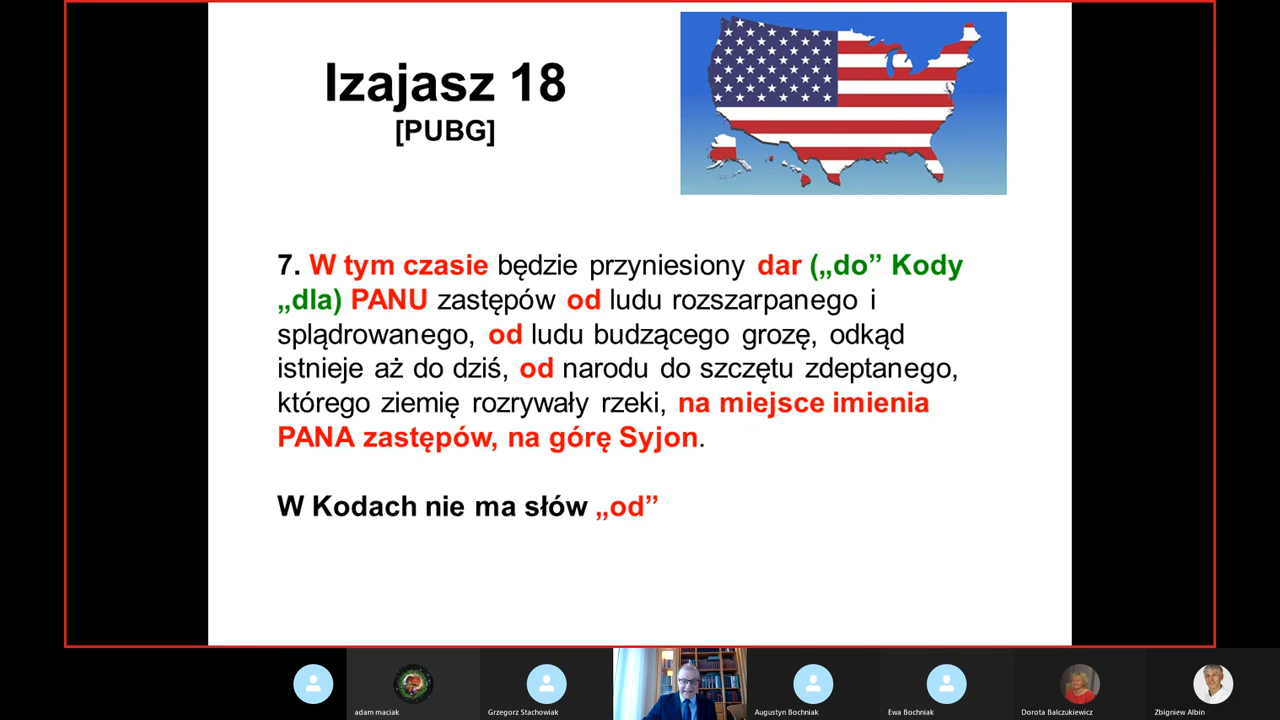 Izajasz 18
[PUBG]
7. W tym czasie będzie przyniesiony dar („do” Kody
„dla) PANU zastępów od ludu rozszarpanego i
splądrowanego, od ludu budzącego grozę, odkąd
istnieje aż do dziś, od narodu do szczętu zdeptanego,
którego ziemię rozrywały rzeki, na miejsce imienia
PANA zastępów, na górę Syjon.
W Kodach nie ma słów „od”
adam maciak
Grzegorz Stachowiak
Augustyn Bochniak
Ewa Bochniak
Dorota Balczukiewicz
Zbigniew Albin